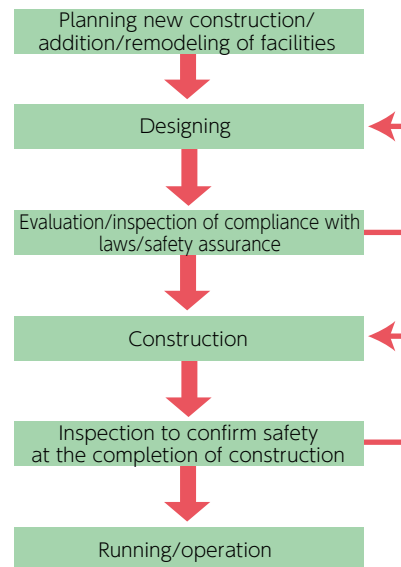 Planning new construction/
addition/remodeling of facilities
Designing
Evaluation/inspection of compliance with
laws/safety assurance
Construction
Inspection to confirm safety
at the completion of construction
Running/operation